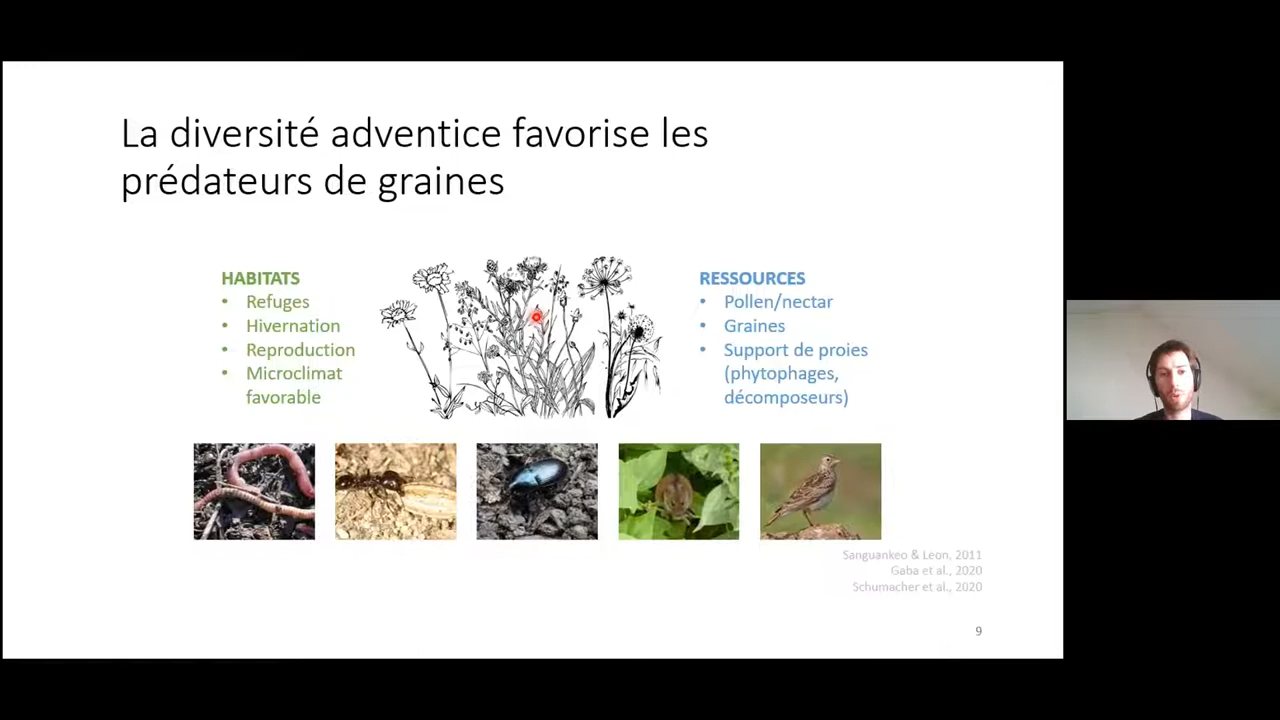 La diversité adventice favorise les
prédateurs de graines
HABITATS
• Refuges
• Hivernation
• Reproduction
• Microclimat
favorable
RESSOURCES
• Pollen/nectar
• Graines
• Support de proies
(phytophages,
décomposeurs)
Sanguankeo & Leon, 2011
Gaba et al., 2020
Schumacher et al., 2020
9